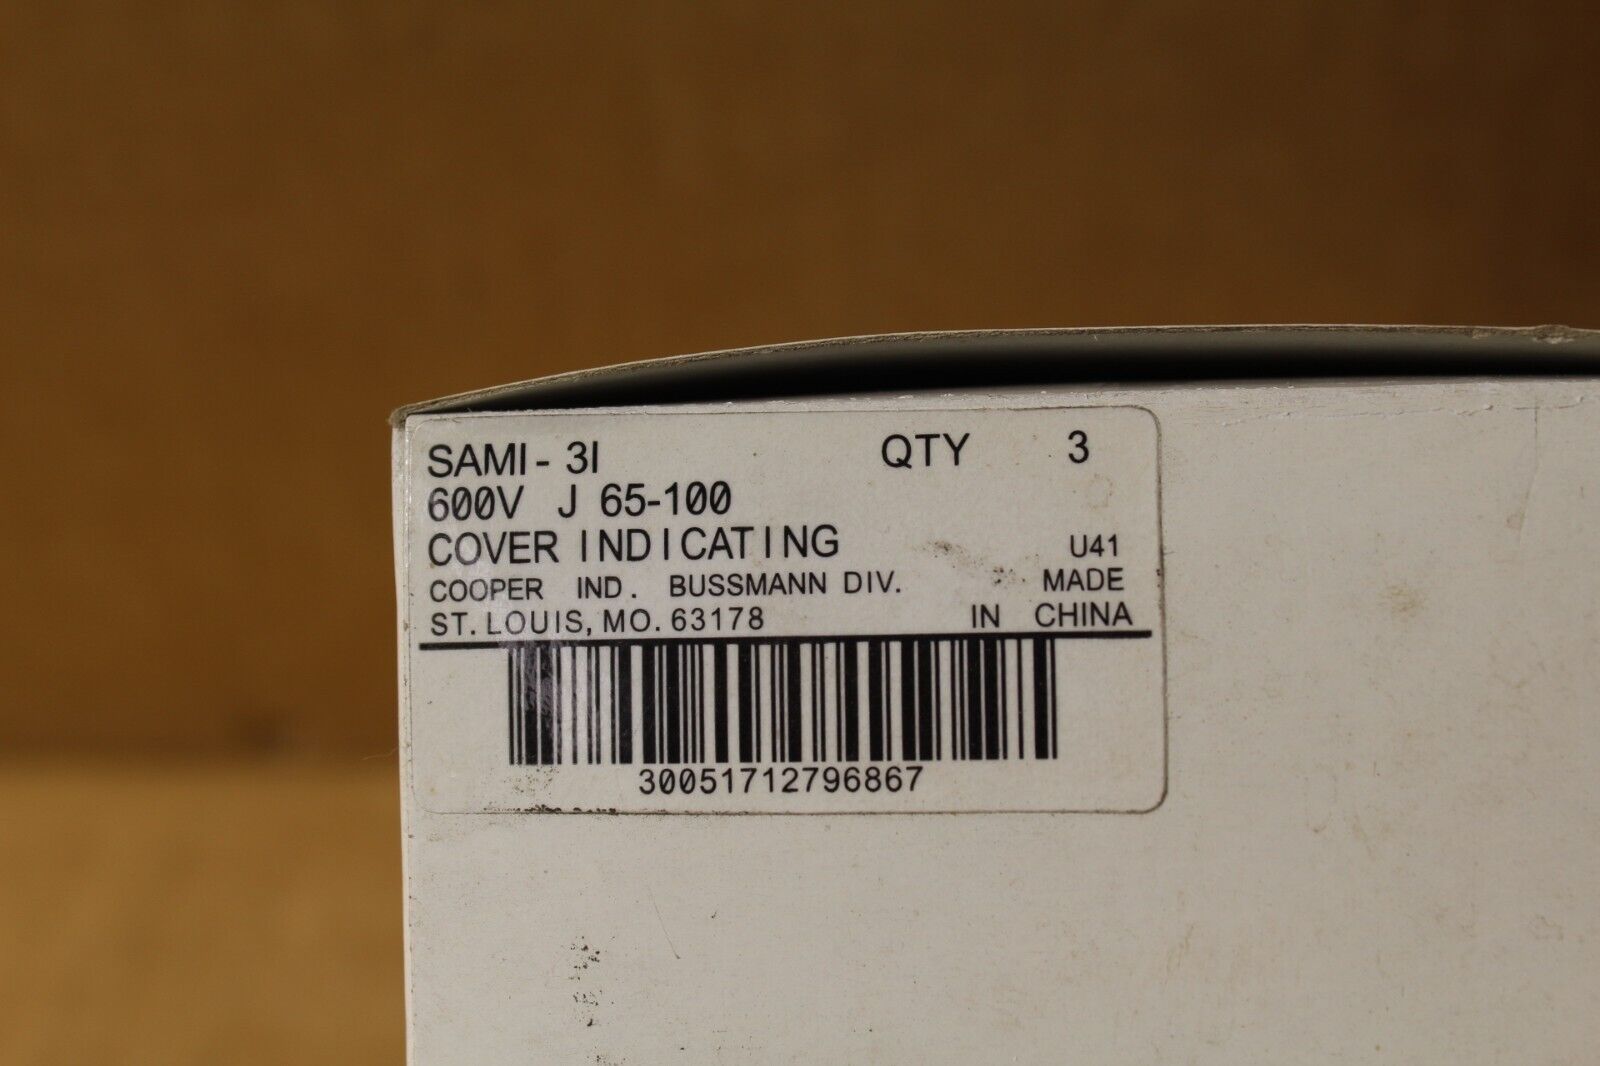 SAMI - 3I QTY 3
600V J 65-100
COVER INDICATING U41
COOPER IND. BUSSMANN DIV. MADE
ST. LOUIS, MO. 63178 IN CHINA
30051712796867